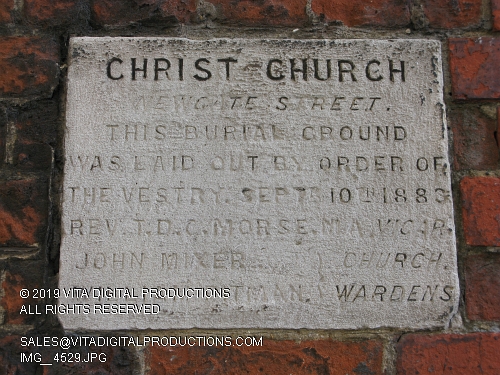 CHRIST CHURCH
NEWGATE STREET.
THIS BURIAL GROUND
WAS LAID OUT BY ORDER OF
THE VESTRY. SEPT 10TH 1883
REV. T. D. C. MORSE. M.A. VICAR.
JOHN MIXER CHURCH.
WARDENS
© 2019 VITA DIGITAL PRODUCTIONS
ALL RIGHTS RESERVED
SALES@VITADIGITALPRODUCTIONS.COM
IMG_4529.JPG